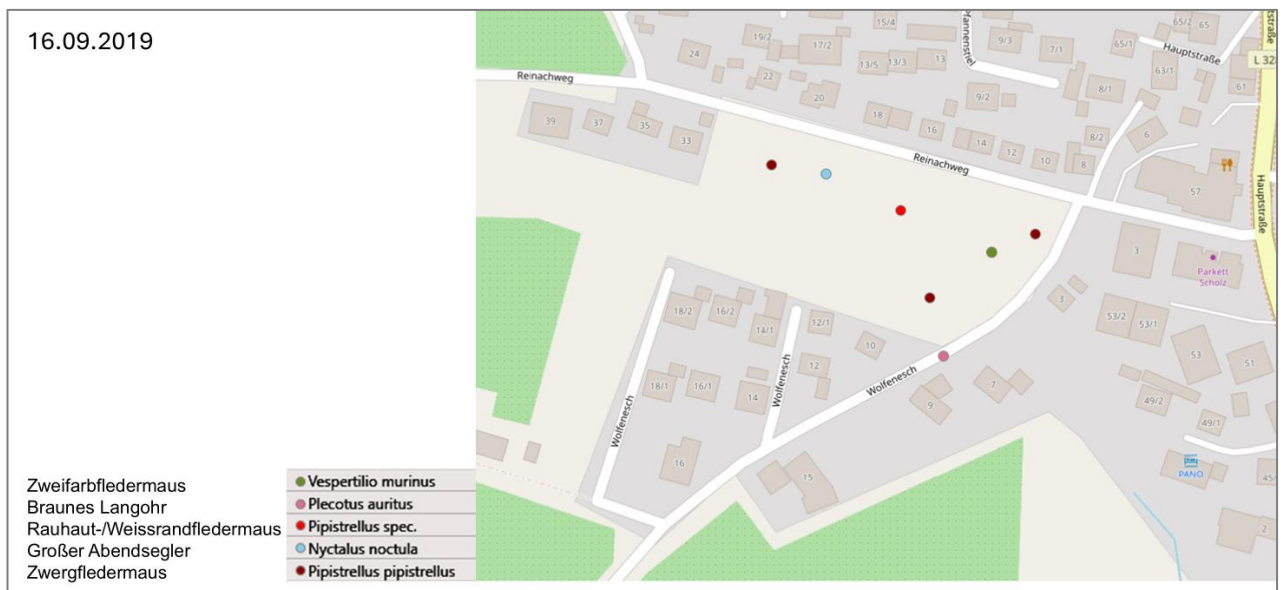 16.09.2019
Zweifarbfledermaus
Braunes Langohr
Rauhaut-/Weissrandfledermaus
Großer Abendsegler
Zwergfledermaus
Vespertilio murinus
Plecotus auritus
Pipistrellus spec.
Nyctalus noctula
Pipistrellus pipistrellus
15/4
65/2
65
19/2
17/2
9/3
7/1
65/1
Hauptstraße
24
13/5
13/3
13
Pfannenstiel
63/1
L 32
Reinachweg
22
20
9/2
8/1
61
39
37
35
33
18
16
14
12
10
8
8/2
6
Reinachweg
57
Hauptstraße
3
Parkett
Scholz
18/2
16/2
14/1
12/1
10
3
53/2
53/1
53
51
18/1
16/1
14
12
Wolfenesch
Wolfenesch
Wolfenesch
9
7
49/2
49/1
16
15
PANO
45/
2